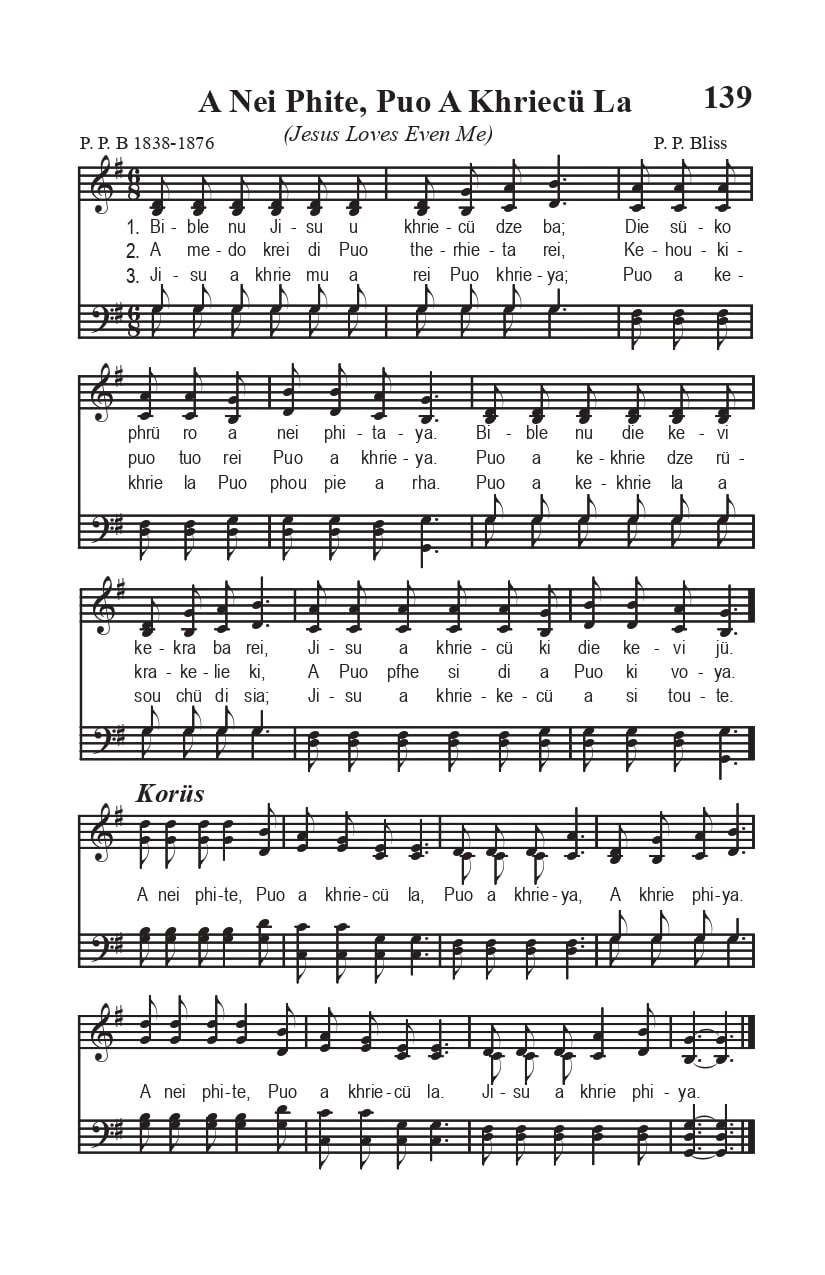 A Nei Phite, Puo A Khriecü La
139
(Jesus Loves Even Me)
P. P. B 1838-1876
P. P. Bliss
1. Bi - ble nu Ji - su u khriecü dze ba; Die sü - ko
2. A me - do krei di Puo the - rhie - ta rei, Ke - hou - ki -
3. Ji - su a khrie mu a rei Puo khrie - ya; Puo a ke -
phrü ro a nei phi - ta - ya. Bi - ble nu die ke - vi
puo tuo rei Puo a khrie - ya. Puo a ke - khrie dze rü -
khrie la Puo phou pie a rha. Puo a ke - khrie la a
ke - kra ba rei, Ji - su a khrie - cü ki die ke - vi jü.
kra - ke - lie ki, A Puo pfhe si di a Puo ki vo - ya.
sou chü di sia; Ji - su a khrie - ke - cü a si tou - te.
Korüs
A nei phi - te, Puo a khrie - cü la, Puo a khrie - ya, A khrie phi - ya.
A nei phi - te, Puo a khrie - cü la. Ji - su a khrie phi - ya.